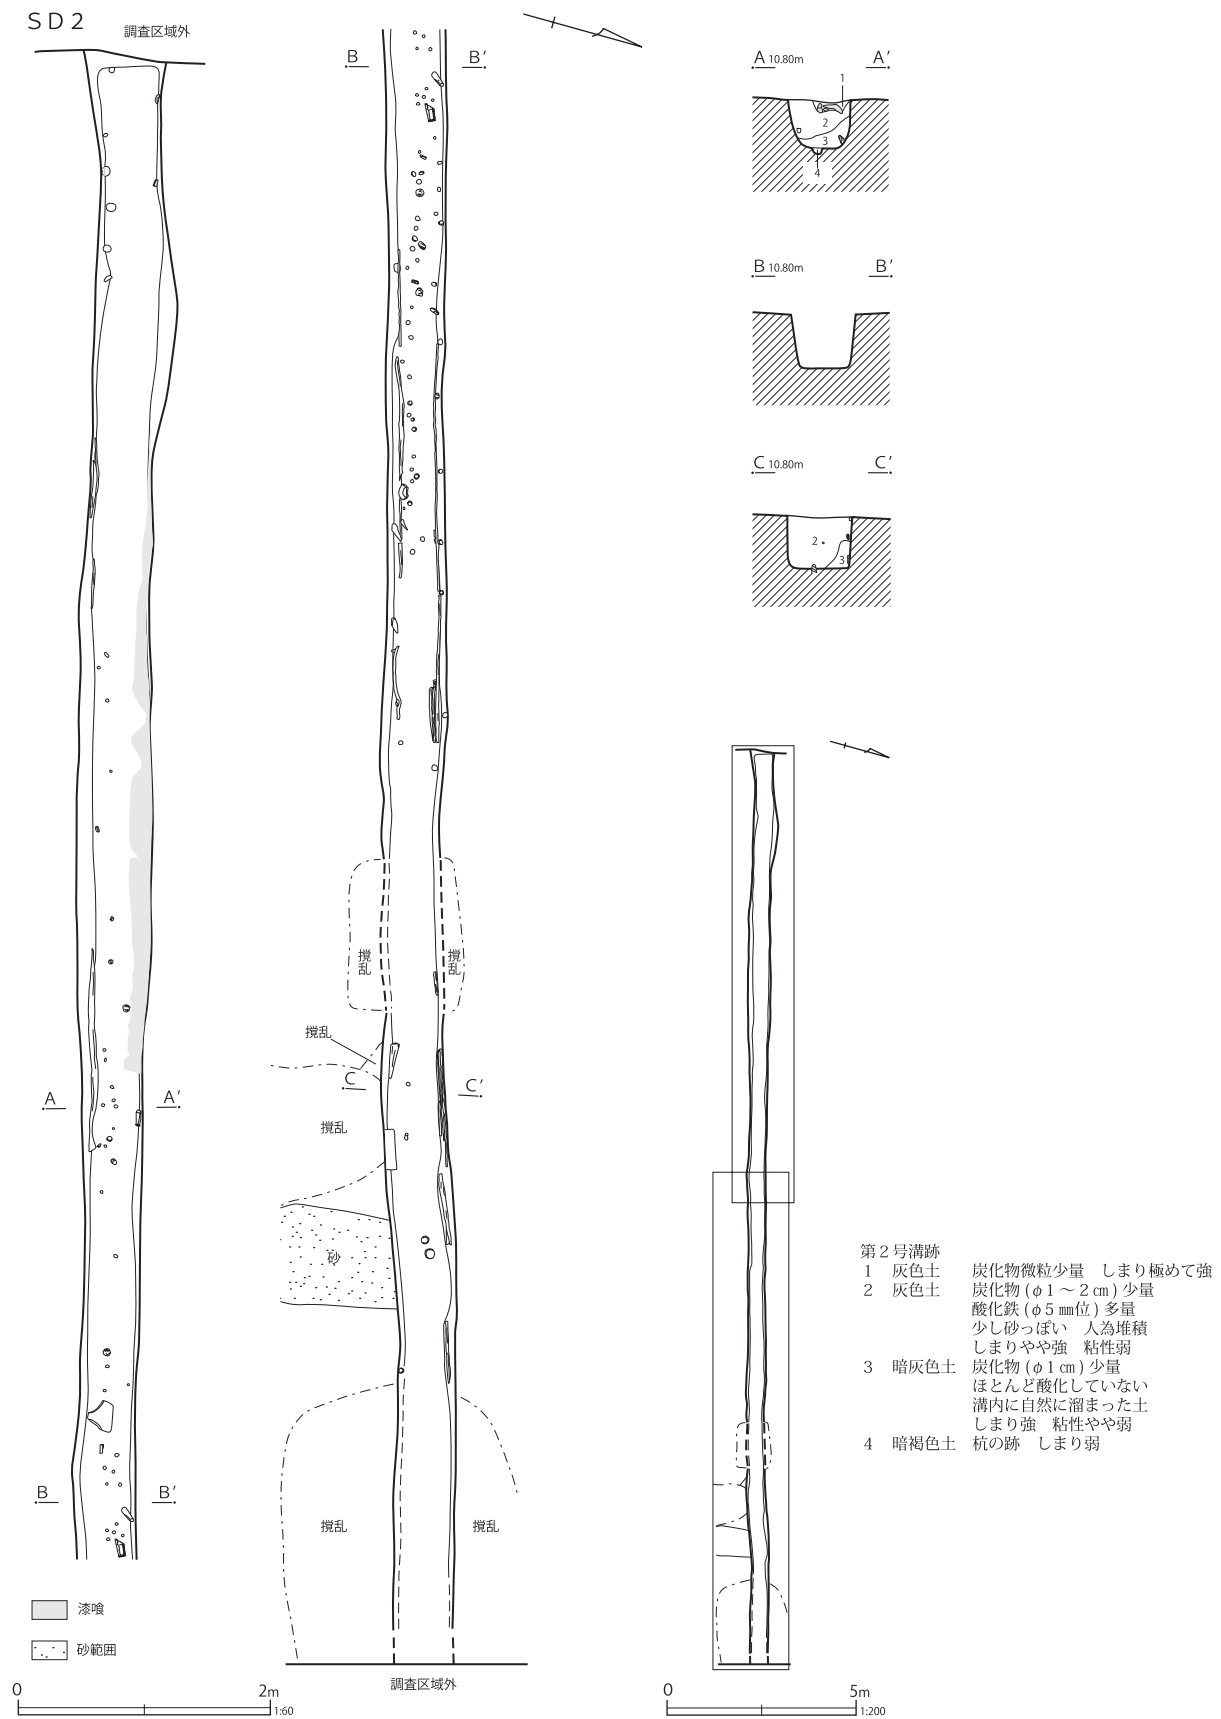 SD2
調査区域外
B
B′
A 10.80m
A′
1
2
3
4
B 10.80m
B′
C 10.80m
C′
2
3
撹乱
撹乱
撹乱
C
C′
A
A′
撹乱
砂
第2号溝跡
1 灰色土 炭化物微粒少量 しまり極めて強
2 灰色土 炭化物(φ1～2㎝)少量
酸化鉄(φ5㎜位)多量
少し砂っぽい 人為堆積
しまりやや強 粘性弱
3 暗灰色土 炭化物(φ1㎝)少量
ほとんど酸化していない
溝内に自然に溜まった土
しまり強 粘性やや弱
4 暗褐色土 杭の跡 しまり弱
B
B′
撹乱
撹乱
漆喰
砂範囲
調査区域外
0 2m
1:60
0 5m
1:200